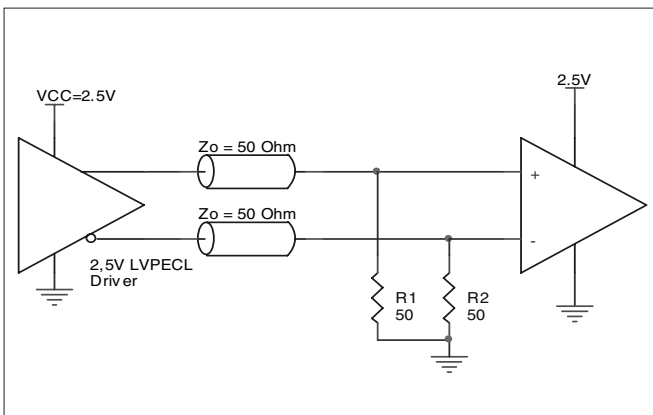 VCC=2.5V
2.5V
Zo = 50 Ohm
+
Zo = 50 Ohm
-
2,5V LVPECL
Driver
R1
50
R2
50